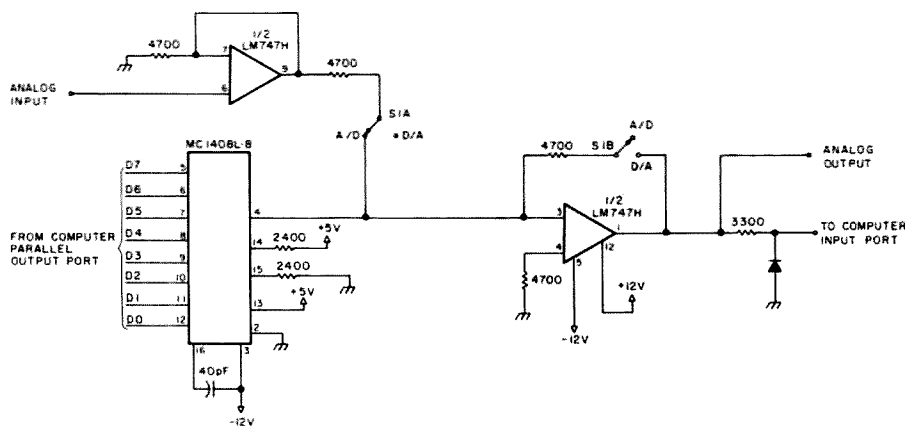 1/2
LM747H
4700
7
9
4700
6
ANALOG
INPUT
S1A
A/D
D/A
MC1408L-8
D7
5
D6
6
D5
7
D4
8
D3
9
D2
10
D1
11
D0
12
FROM COMPUTER
PARALLEL
OUTPUT PORT
4
14
2400
+5V
15
2400
13
+5V
2
16
3
40pF
-12V
A/D
4700
S1B
D/A
1/2
LM747H
3
1
12
4
5
4700
+12V
-12V
ANALOG
OUTPUT
3300
TO COMPUTER
INPUT PORT